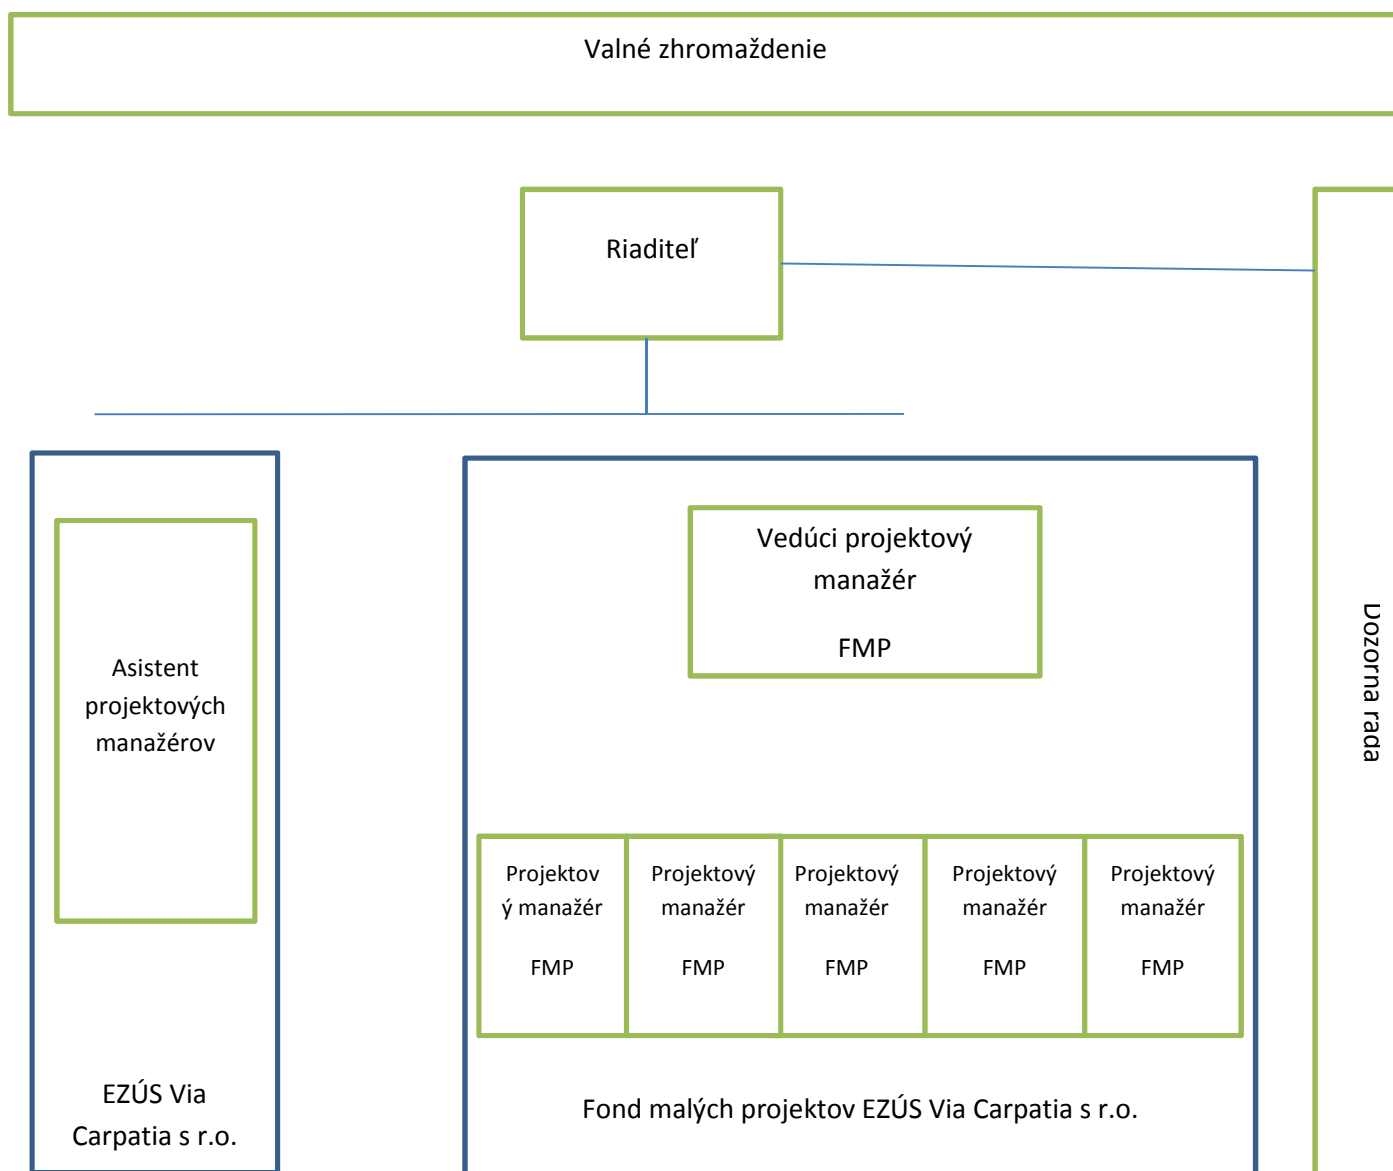 Valné zhromaždenie
Riaditeľ
Dozorna rada
Asistent
projektových
manažérov
EZÚS Via
Carpatia s r.o.
Vedúci projektový
manažér
FMP
Projektov
ý manažér
FMP
Projektový
manažér
FMP
Projektový
manažér
FMP
Projektový
manažér
FMP
Projektový
manažér
FMP
Fond malých projektov EZÚS Via Carpatia s r.o.